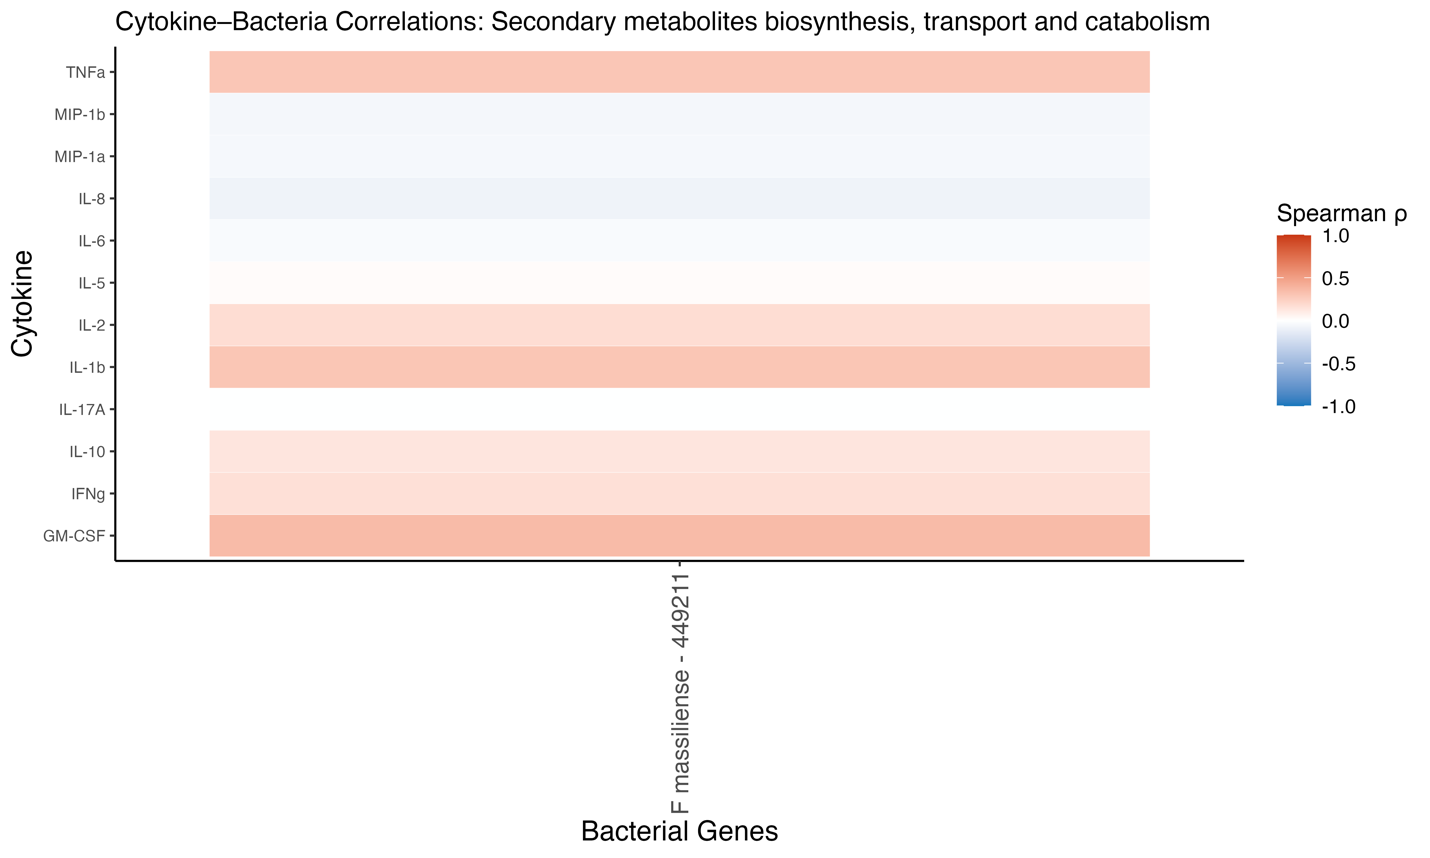 Cytokine–Bacteria Correlations: Secondary metabolites biosynthesis, transport and catabolism
Cytokine
TNFa
MIP-1b
MIP-1a
IL-8
IL-6
IL-5
IL-2
IL-1b
IL-17A
IL-10
IFNg
GM-CSF
F massiliense - 449211
Bacterial Genes
Spearman ρ
1.0
0.5
0.0
-0.5
-1.0